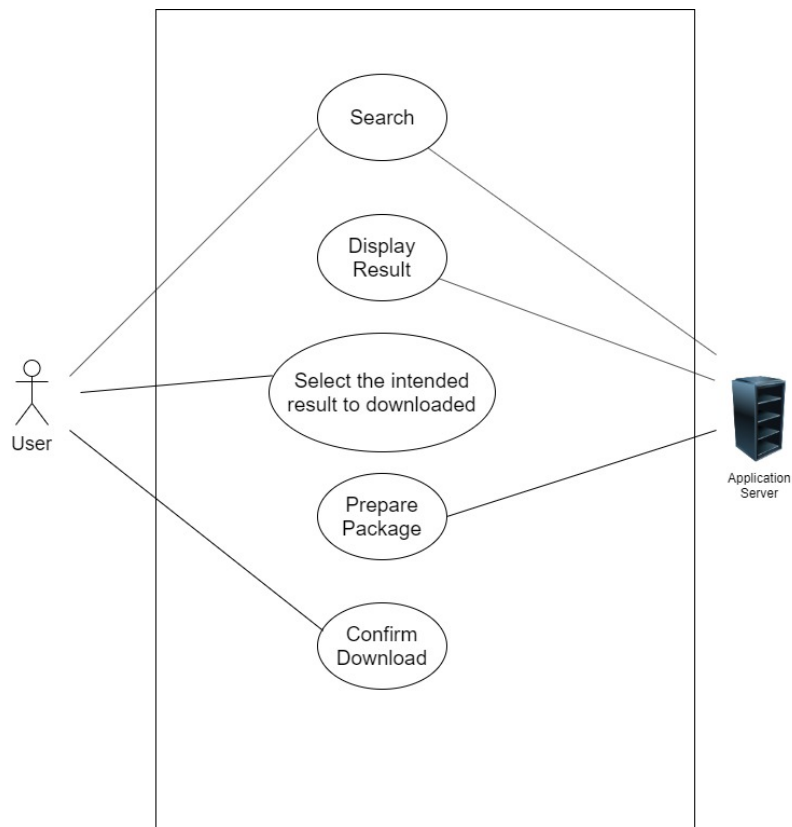 Search
Display
Result
Select the intended
result to downloaded
User
Application
Server
Prepare
Package
Confirm
Download